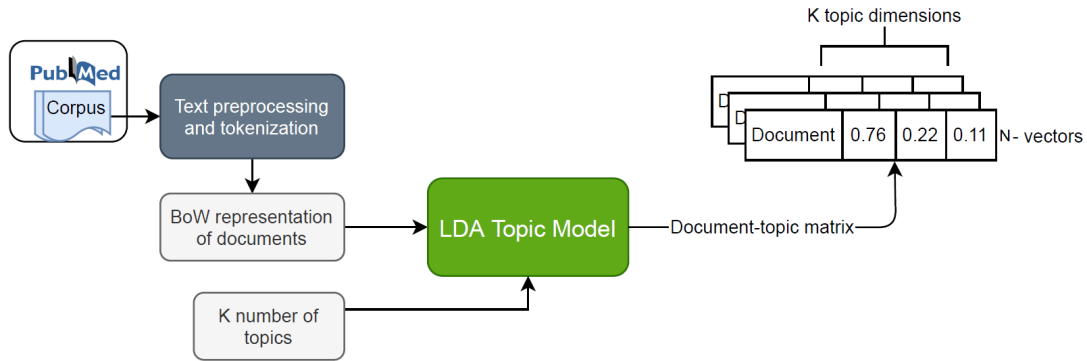 K topic dimensions
PubMed
Corpus
Text preprocessing
and tokenization
D
D
Document 0.76 0.22 0.11 N- vectors
BoW representation
of documents
LDA Topic Model
Document-topic matrix
K number of
topics